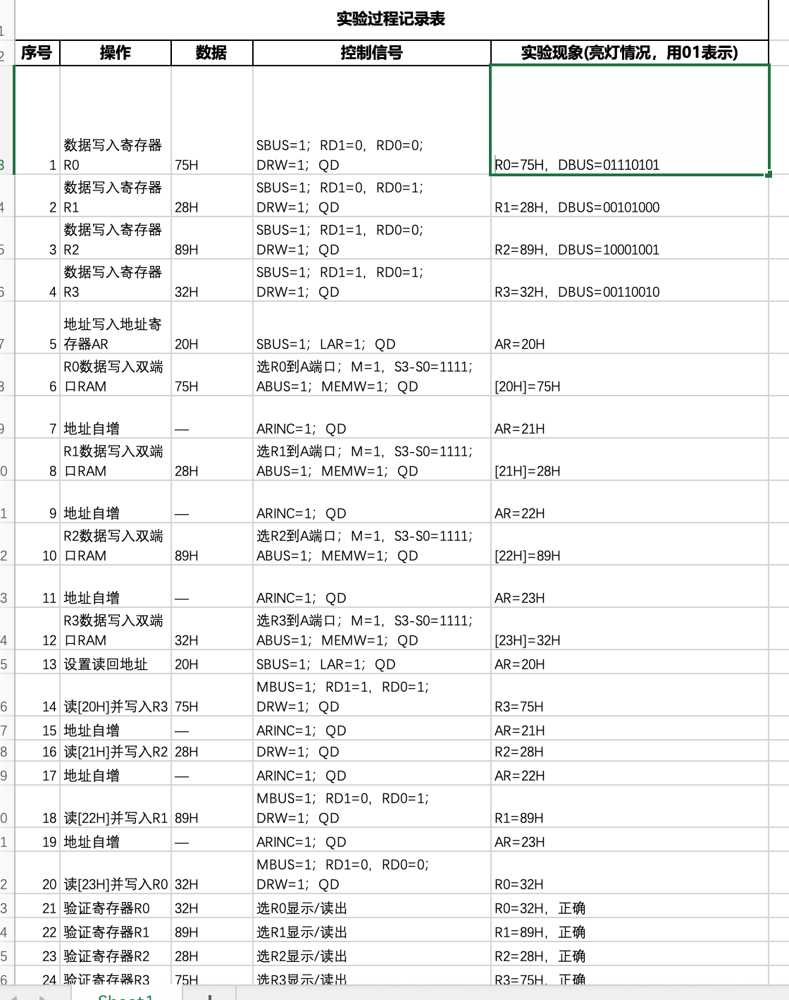 实验过程记录表
序号 操作 数据 控制信号 实验现象(亮灯情况，用01表示)
数据写入寄存器 SBUS=1；RD1=0，RD0=0；
1 R0 75H DRW=1；QD R0=75H，DBUS=01110101
数据写入寄存器 SBUS=1；RD1=0，RD0=1；
2 R1 28H DRW=1；QD R1=28H，DBUS=00101000
数据写入寄存器 SBUS=1；RD1=1，RD0=0；
3 R2 89H DRW=1；QD R2=89H，DBUS=10001001
数据写入寄存器 SBUS=1；RD1=1，RD0=1；
4 R3 32H DRW=1；QD R3=32H，DBUS=00110010
地址写入地址寄
5 存器AR 20H SBUS=1；LAR=1；QD AR=20H
R0数据写入双端 选R0到A端口；M=1，S3-S0=1111；
6 口RAM 75H ABUS=1；MEMW=1；QD [20H]=75H
7 地址自增 — ARINC=1；QD AR=21H
R1数据写入双端 选R1到A端口；M=1，S3-S0=1111；
8 口RAM 28H ABUS=1；MEMW=1；QD [21H]=28H
9 地址自增 — ARINC=1；QD AR=22H
R2数据写入双端 选R2到A端口；M=1，S3-S0=1111；
10 口RAM 89H ABUS=1；MEMW=1；QD [22H]=89H
11 地址自增 — ARINC=1；QD AR=23H
R3数据写入双端 选R3到A端口；M=1，S3-S0=1111；
12 口RAM 32H ABUS=1；MEMW=1；QD [23H]=32H
13 设置读回地址 20H SBUS=1；LAR=1；QD AR=20H
MBUS=1；RD1=1，RD0=1；
14 读[20H]并写入R3 75H DRW=1；QD R3=75H
15 地址自增 — ARINC=1；QD AR=21H
16 读[21H]并写入R2 28H DRW=1；QD R2=28H
17 地址自增 — ARINC=1；QD AR=22H
MBUS=1；RD1=0，RD0=1；
18 读[22H]并写入R1 89H DRW=1；QD R1=89H
19 地址自增 — ARINC=1；QD AR=23H
MBUS=1；RD1=0，RD0=0；
20 读[23H]并写入R0 32H DRW=1；QD R0=32H
21 验证寄存器R0 32H 选R0显示/读出 R0=32H，正确
22 验证寄存器R1 89H 选R1显示/读出 R1=89H，正确
23 验证寄存器R2 28H 选R2显示/读出 R2=28H，正确
24 验证寄存器R3 75H 选R3显示/读出 R3=75H，正确
Sheet1